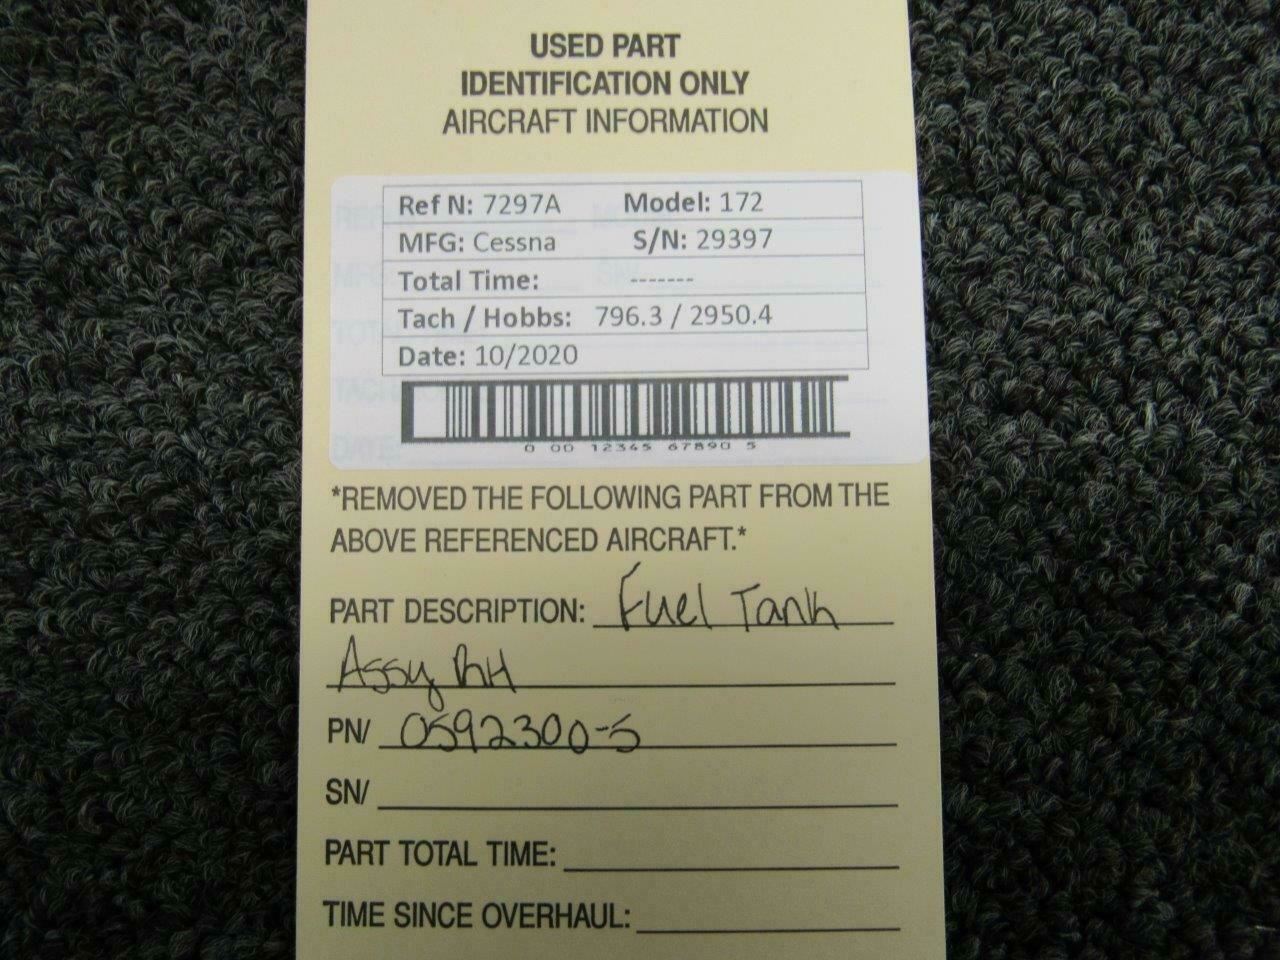 USED PART
IDENTIFICATION ONLY
AIRCRAFT INFORMATION
Ref N: 7297A Model: 172
MFG: Cessna S/N: 29397
Total Time: ------
Tach / Hobbs: 796.3 / 2950.4
Date: 10/2020
0 00 12345 67890 5
*REMOVED THE FOLLOWING PART FROM THE
ABOVE REFERENCED AIRCRAFT.*
PART DESCRIPTION: Fuel Tank
Assy RH
PN/ 0592300-5
SN/
PART TOTAL TIME:
TIME SINCE OVERHAUL: